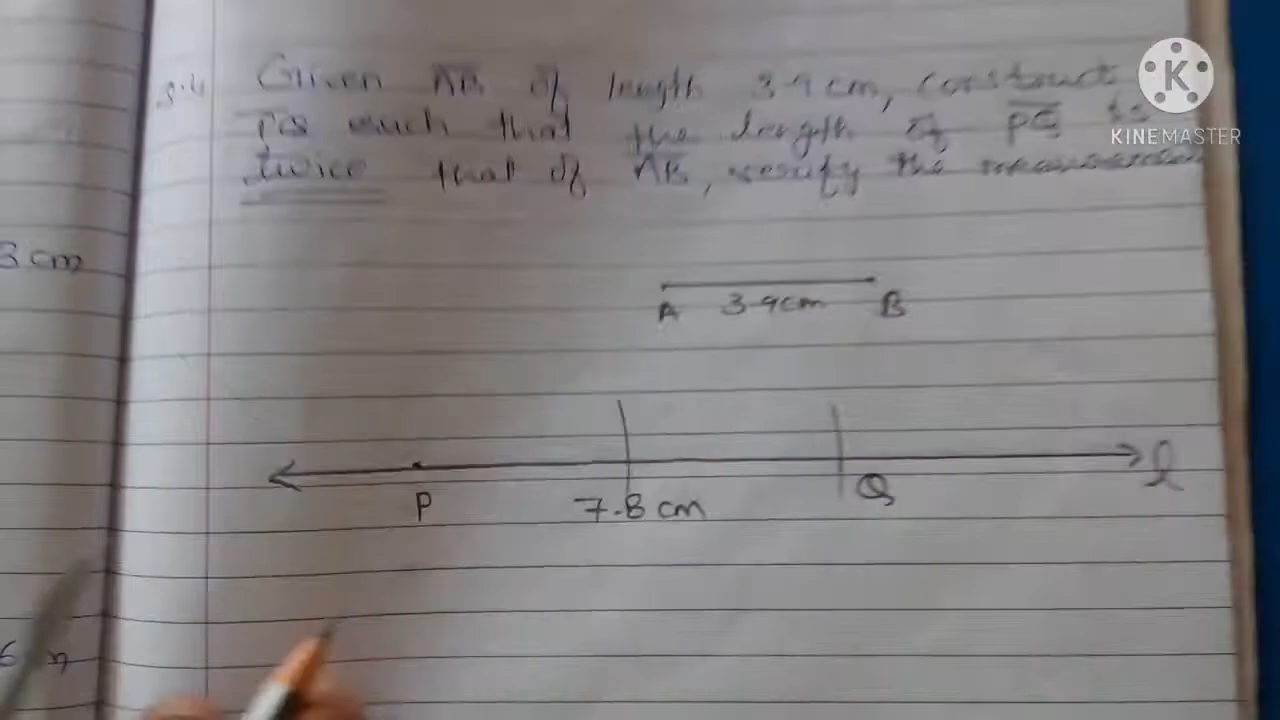 Given AB of length 3.9 cm, construct
PQ such that the length of PQ is
twice that of AB, verify the
3 cm
A 3.9cm B
P 7.8 cm Q l
KINEMASTER